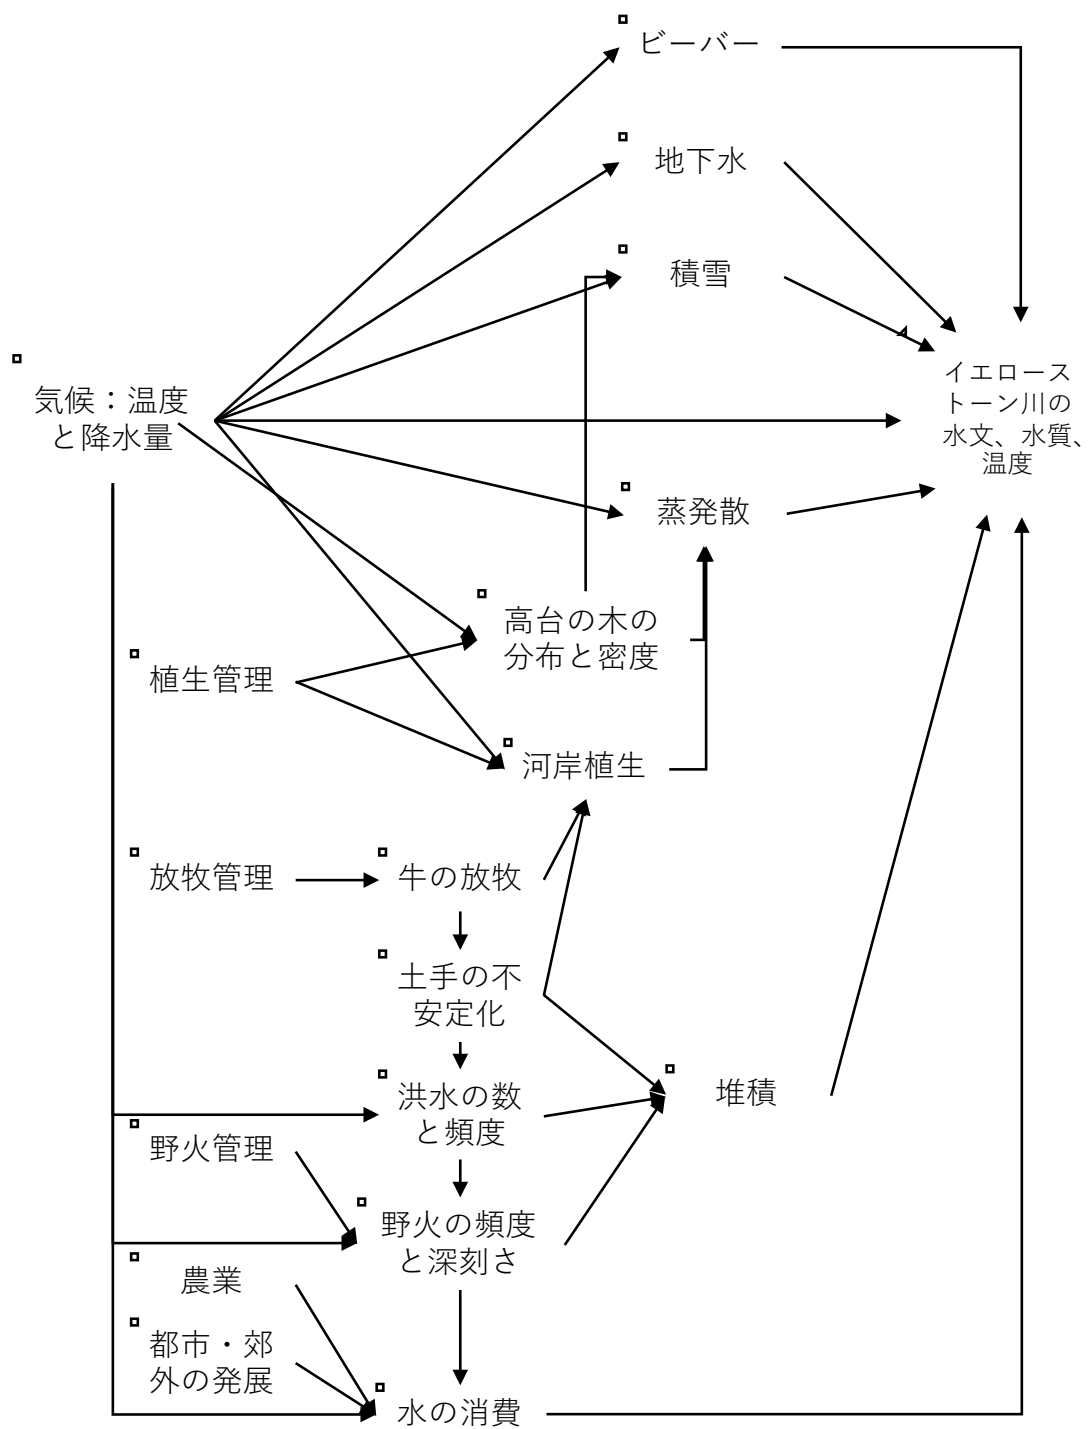 ビーバー
地下水
積雪
気候：温度
と降水量
イエロース
トーン川の
水文、水質、
温度
蒸発散
高台の木の
分布と密度
植生管理
河岸植生
放牧管理
牛の放牧
土手の不
安定化
洪水の数
と頻度
堆積
野火管理
野火の頻度
と深刻さ
農業
都市・郊
外の発展
水の消費